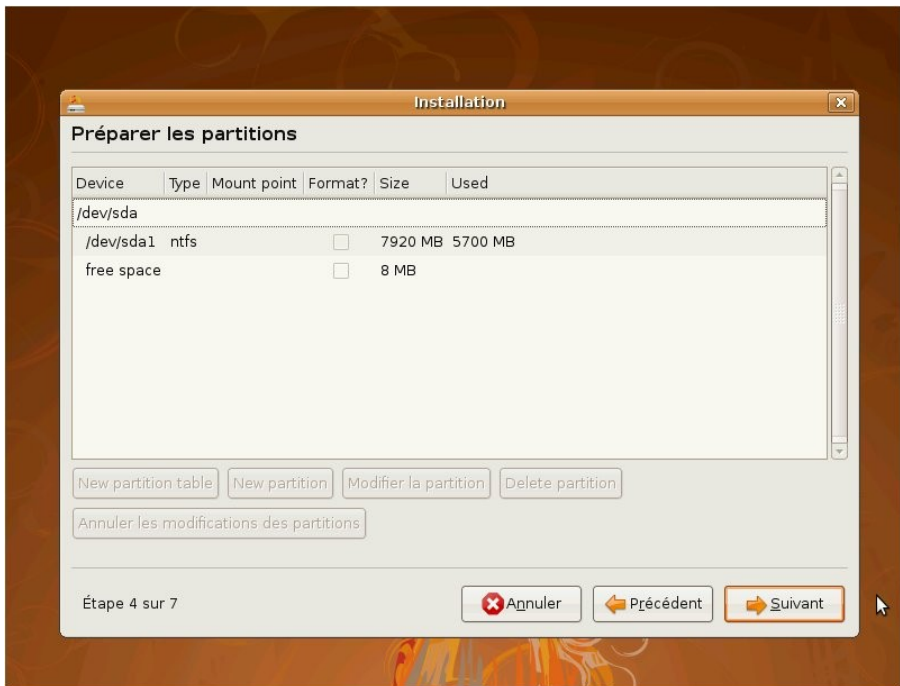 Installation
Préparer les partitions
Device Type Mount point Format? Size Used
/dev/sda
/dev/sda1 ntfs 7920 MB 5700 MB
free space 8 MB
New partition table New partition Modifier la partition Delete partition
Annuler les modifications des partitions
Étape 4 sur 7 Annuler Précédent Suivant